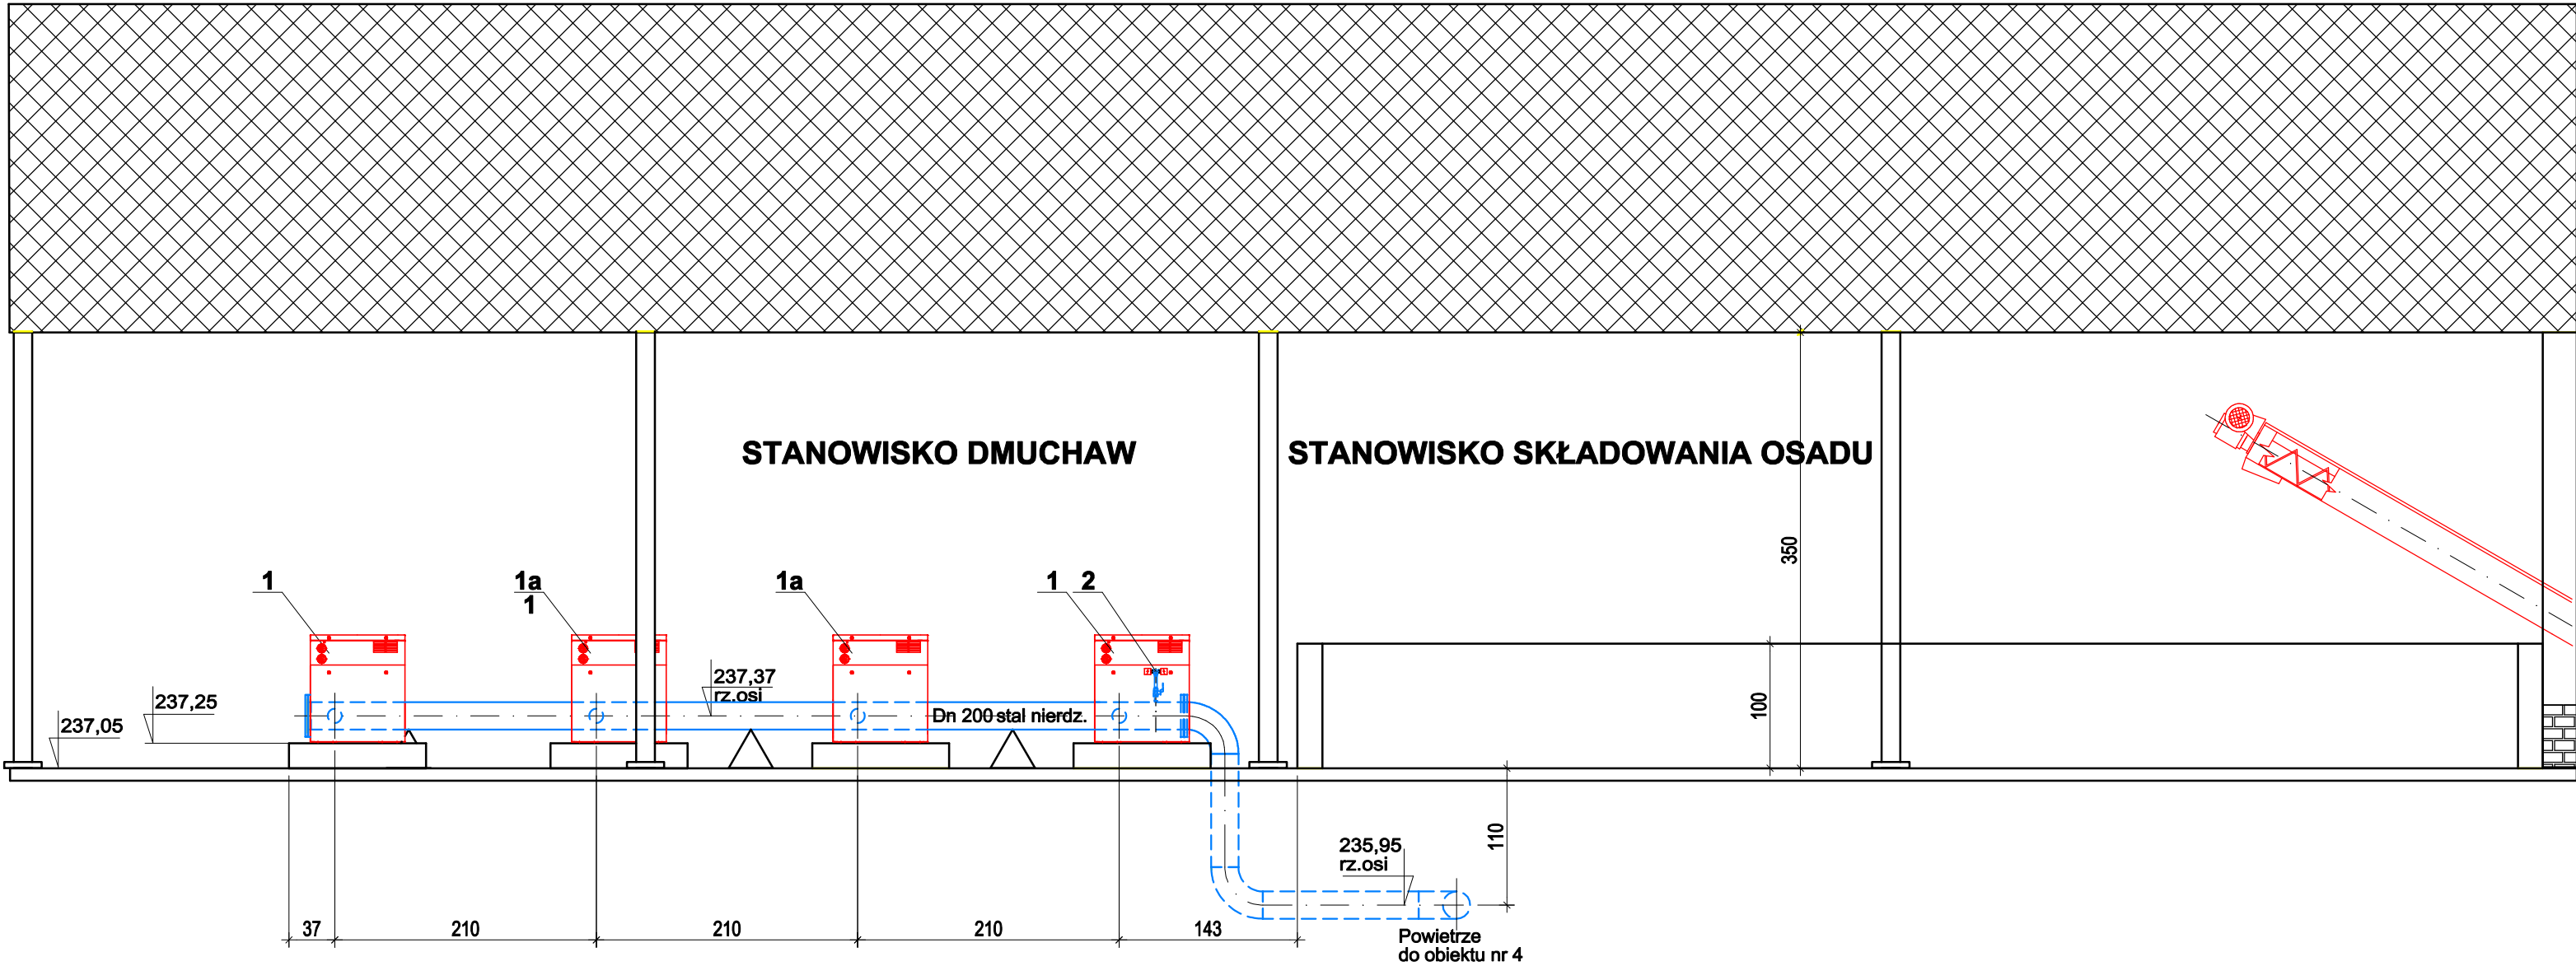 STANOWISKO DMUCHAW
STANOWISKO SKŁADOWANIA OSADU
350
1
1a
1
1a
1 2
237,37
rz.osi
237,25
237,05
Dn 200 stal nierdz.
100
110
235,95
rz.osi
37
210
210
210
143
Powietrze
do obiektu nr 4